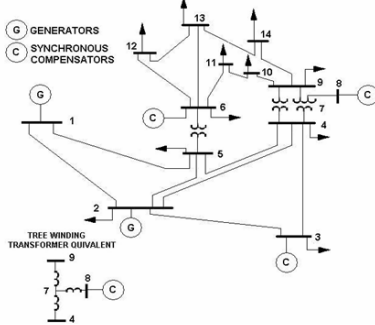 G GENERATORS
C SYNCHRONOUS
COMPENSATORS
13
14
12
11
10
9
8
C
7
6
C
4
G
1
5
2
G
3
C
TREE WINDING
TRANSFORMER QUIVALENT
9
8
C
7
4